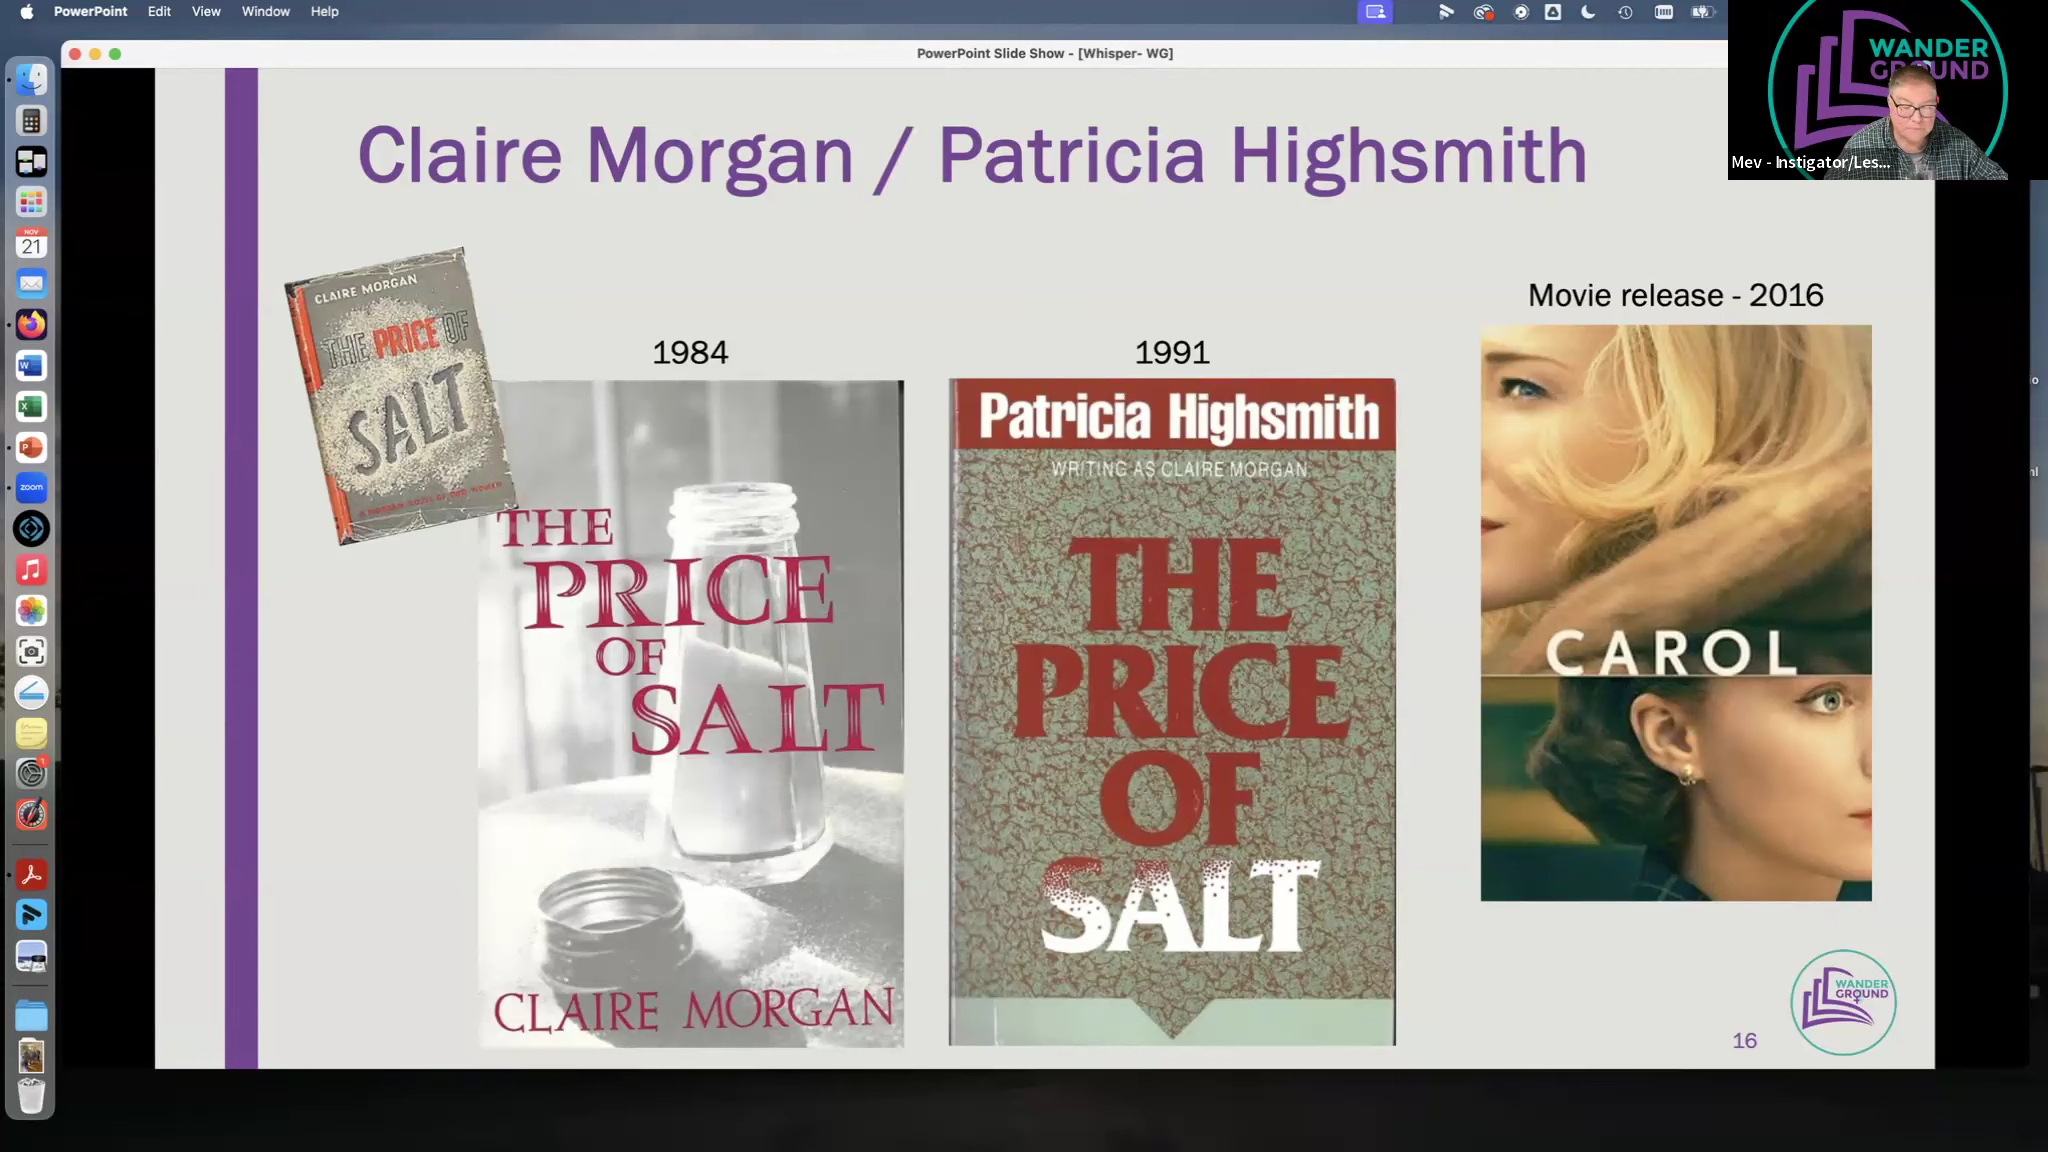 PowerPoint Edit View Window Help
PowerPoint Slide Show - [Whisper- WG]
WANDER
GROUND
Mev - Instigator/Les...
NOV
21
zoom
1
Claire Morgan / Patricia Highsmith
CLAIRE MORGAN
THE PRICE OF
SALT
1984
THE
PRICE
OF
SALT
CLAIRE MORGAN
1991
Patricia Highsmith
WRITING AS CLAIRE MORGAN
THE
PRICE
OF
SALT
Movie release - 2016
CAROL
16
WANDER
GROUND